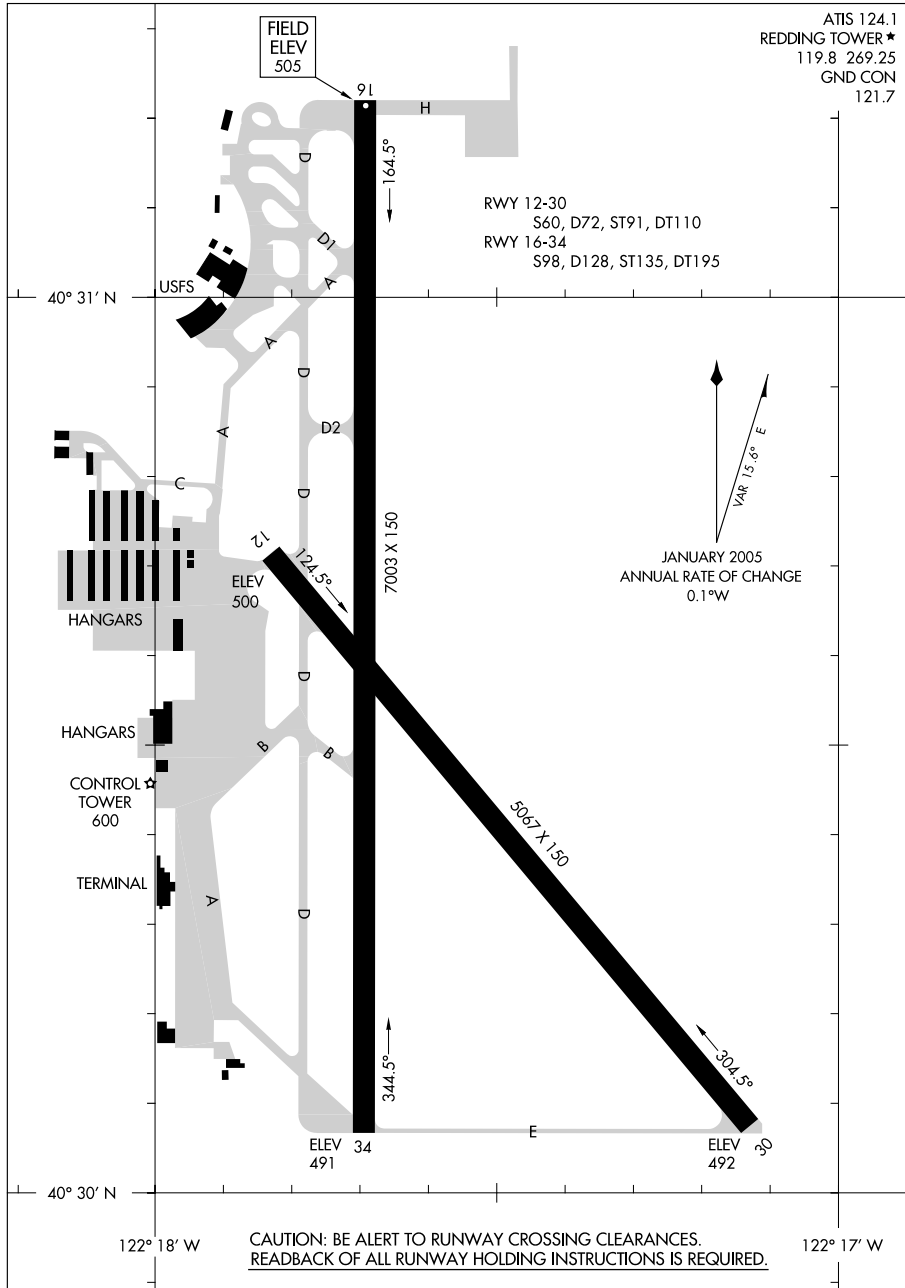 ATIS 124.1
REDDING TOWER ★
119.8 269.25
GND CON
121.7
FIELD
ELEV
505
16
H
D
164.5°
RWY 12-30
S60, D72, ST91, DT110
RWY 16-34
S98, D128, ST135, DT195
D1
A
USFS
40° 31' N
A
D
A
D2
VAR 15.6° E
C
D
7003 X 150
12
124.5°
JANUARY 2005
ANNUAL RATE OF CHANGE
0.1°W
ELEV
500
HANGARS
D
HANGARS
B
B
CONTROL ☆
TOWER
600
5067 X 150
TERMINAL
A
D
344.5°
304.5°
E
ELEV
491
34
ELEV
492
30
40° 30' N
122° 18' W
CAUTION: BE ALERT TO RUNWAY CROSSING CLEARANCES.
READBACK OF ALL RUNWAY HOLDING INSTRUCTIONS IS REQUIRED.
122° 17' W